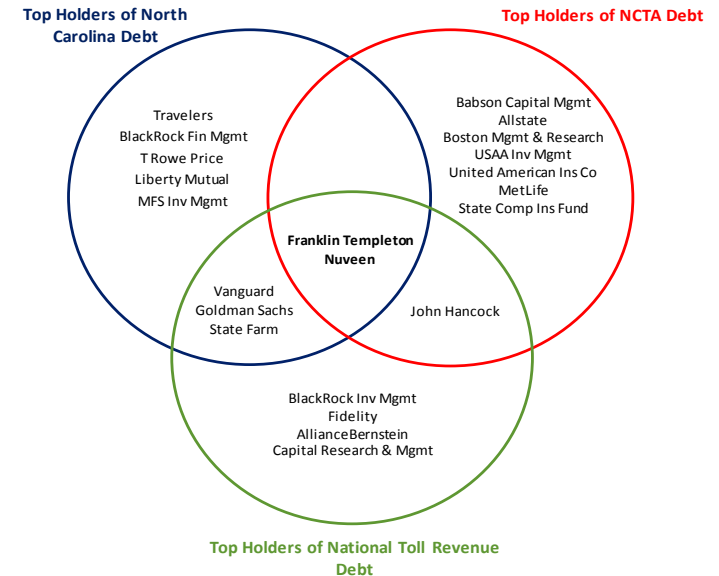 Top Holders of North
Carolina Debt
Top Holders of NCTA Debt
Travelers
BlackRock Fin Mgmt
T Rowe Price
Liberty Mutual
MFS Inv Mgmt
Babson Capital Mgmt
Allstate
Boston Mgmt & Research
USAA Inv Mgmt
United American Ins Co
MetLife
State Comp Ins Fund
Franklin Templeton
Nuveen
Vanguard
Goldman Sachs
State Farm
John Hancock
BlackRock Inv Mgmt
Fidelity
AllianceBernstein
Capital Research & Mgmt
Top Holders of National Toll Revenue
Debt